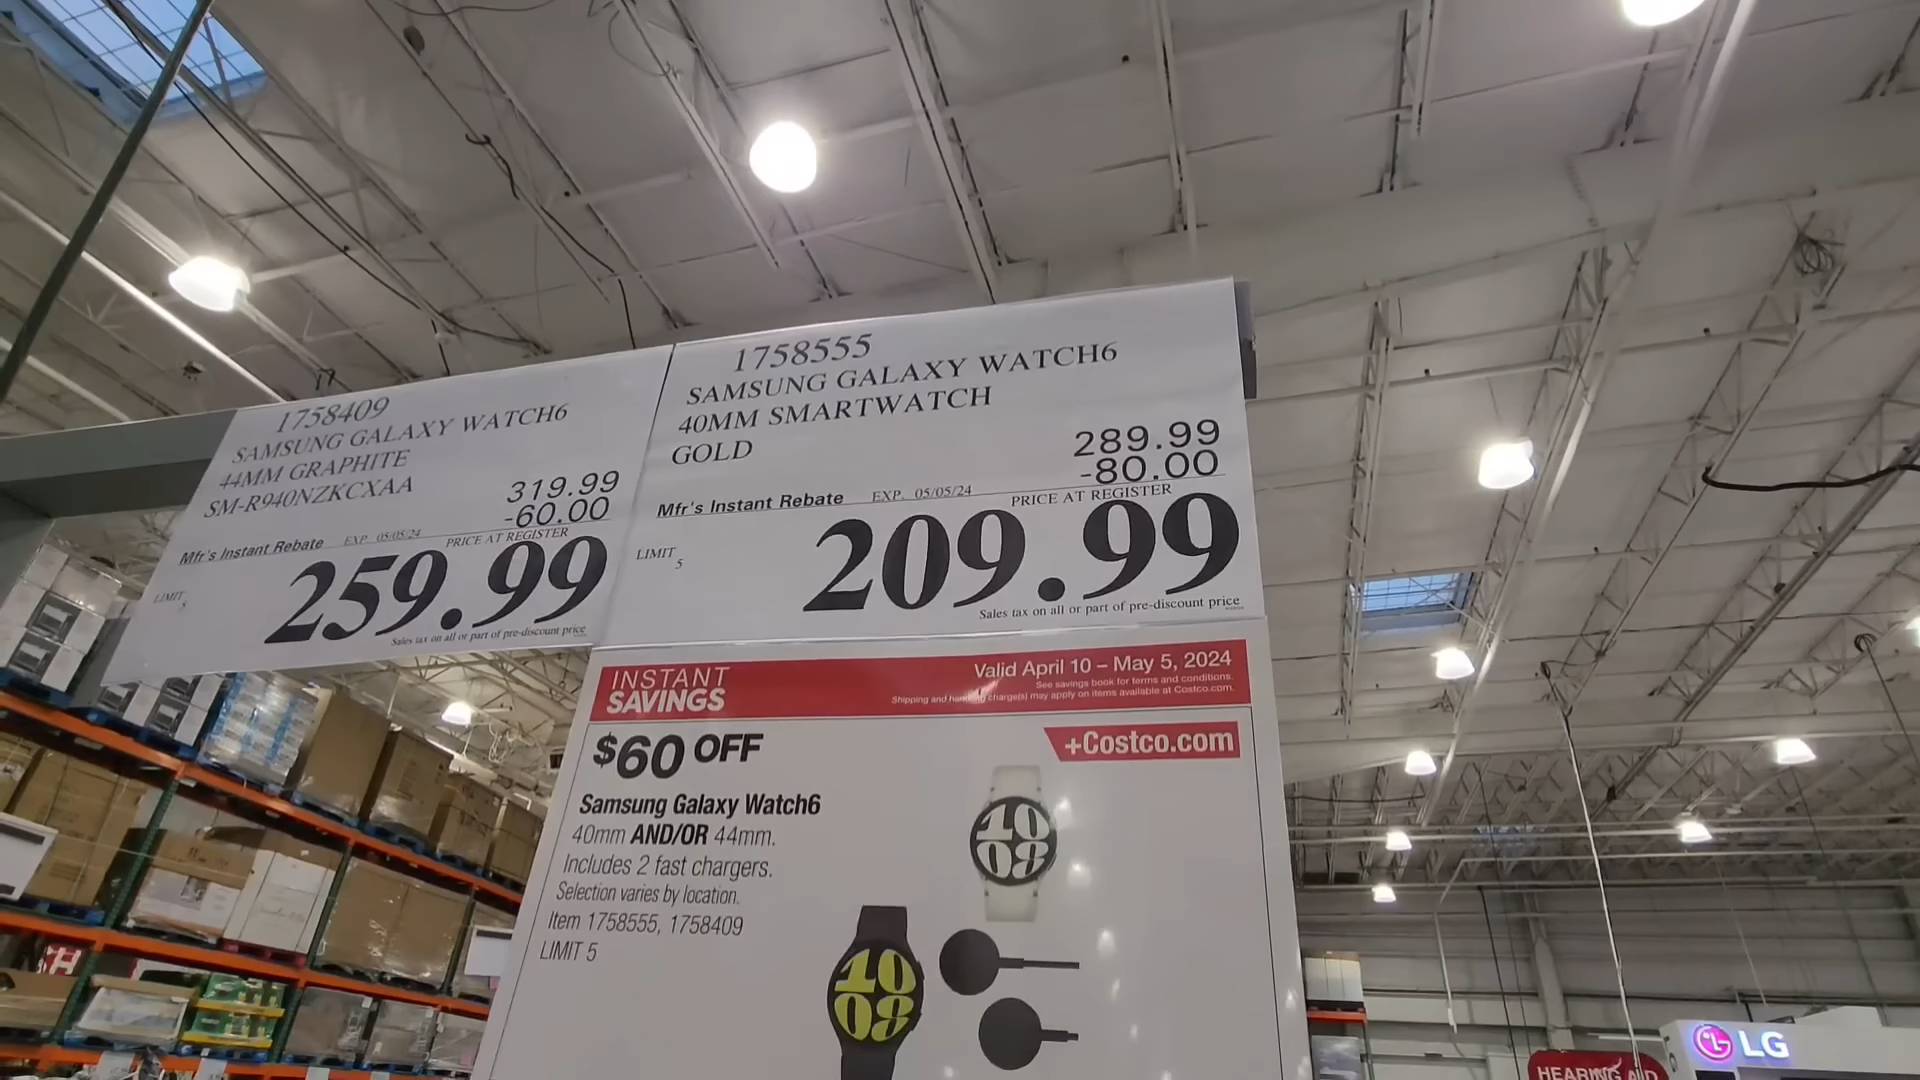 1758409
SAMSUNG GALAXY WATCH6
44MM GRAPHITE
SM-R940NZKCXAA
319.99
-60.00
Mfr's Instant Rebate EXP. 05/05/24 PRICE AT REGISTER
259.99
LIMIT
5
Sales tax on all or part of pre-discount price
1758555
SAMSUNG GALAXY WATCH6
40MM SMARTWATCH
GOLD
289.99
-80.00
Mfr's Instant Rebate EXP. 05/05/24 PRICE AT REGISTER
209.99
LIMIT
5
Sales tax on all or part of pre-discount price
INSTANT
SAVINGS
Valid April 10 – May 5, 2024
See savings book for terms and conditions.
Shipping and handling charge(s) may apply on items available at Costco.com.
$60 OFF
+Costco.com
Samsung Galaxy Watch6
40mm AND/OR 44mm.
Includes 2 fast chargers.
Selection varies by location.
Item 1758555, 1758409
LIMIT 5
10
08
10
08
LG
HEARING AID